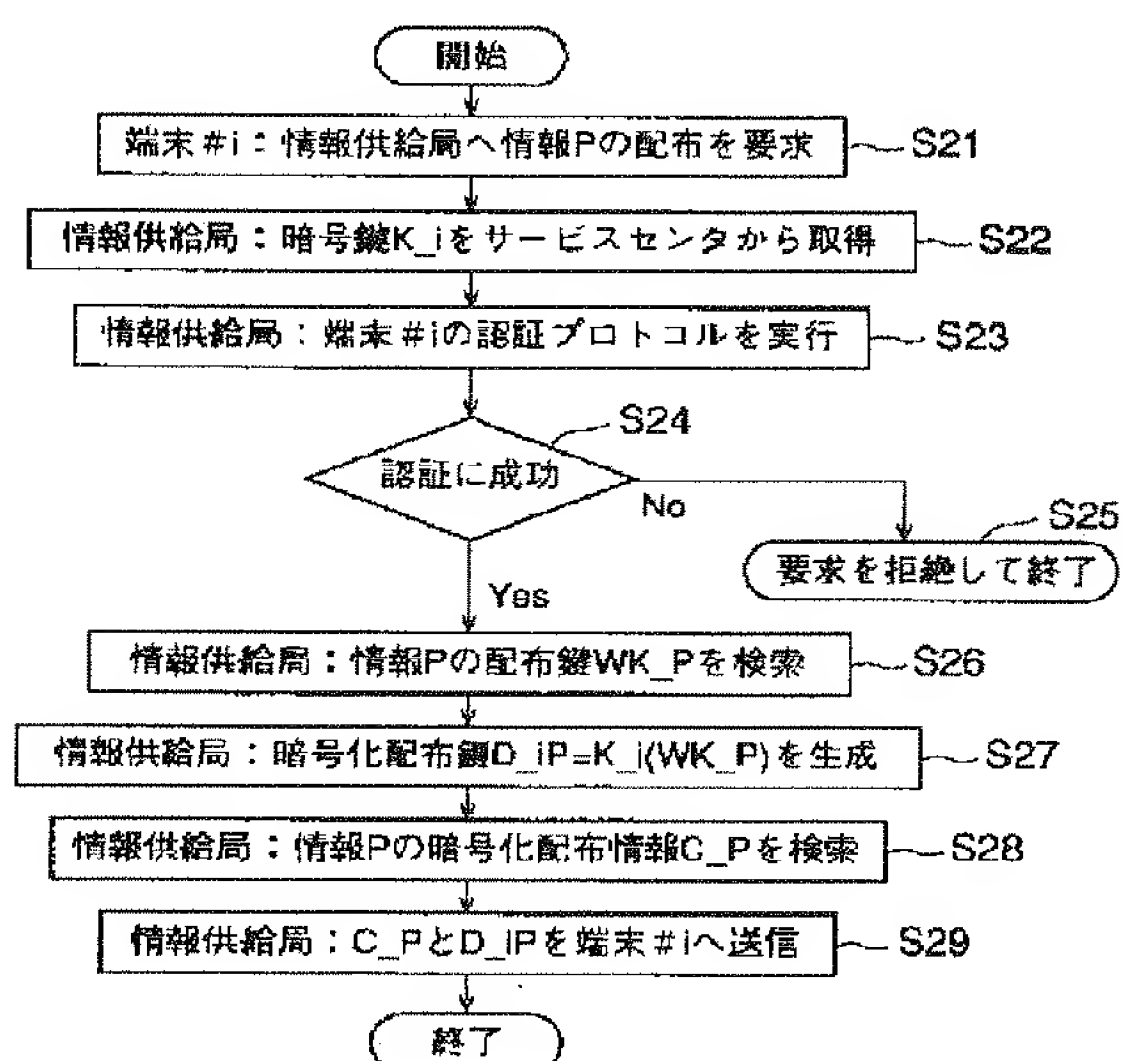 開始
端末#i:情報供給局へ情報Pの配布を要求 S21
情報供給局:暗号鍵K_iをサービスセンタから取得 S22
情報供給局:端末#iの認証プロトコルを実行 S23
S24
認証に成功
No
S25
要求を拒絶して終了
Yes
情報供給局:情報Pの配布鍵WK_Pを検索 S26
情報供給局:暗号化配布鍵D_iP=K_i(WK_P)を生成 S27
情報供給局:情報Pの暗号化配布情報C_Pを検索 S28
情報供給局:C_PとD_iPを端末#iへ送信 S29
終了